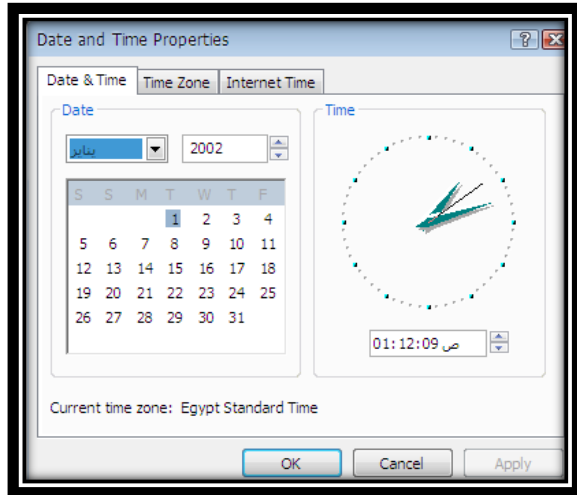 Date and Time Properties
Date & Time Time Zone Internet Time
Date
يناير 2002
S S M T W T F
1 2 3 4
5 6 7 8 9 10 11
12 13 14 15 16 17 18
19 20 21 22 23 24 25
26 27 28 29 30 31
Time
01:12:09 ص
Current time zone: Egypt Standard Time
OK Cancel Apply